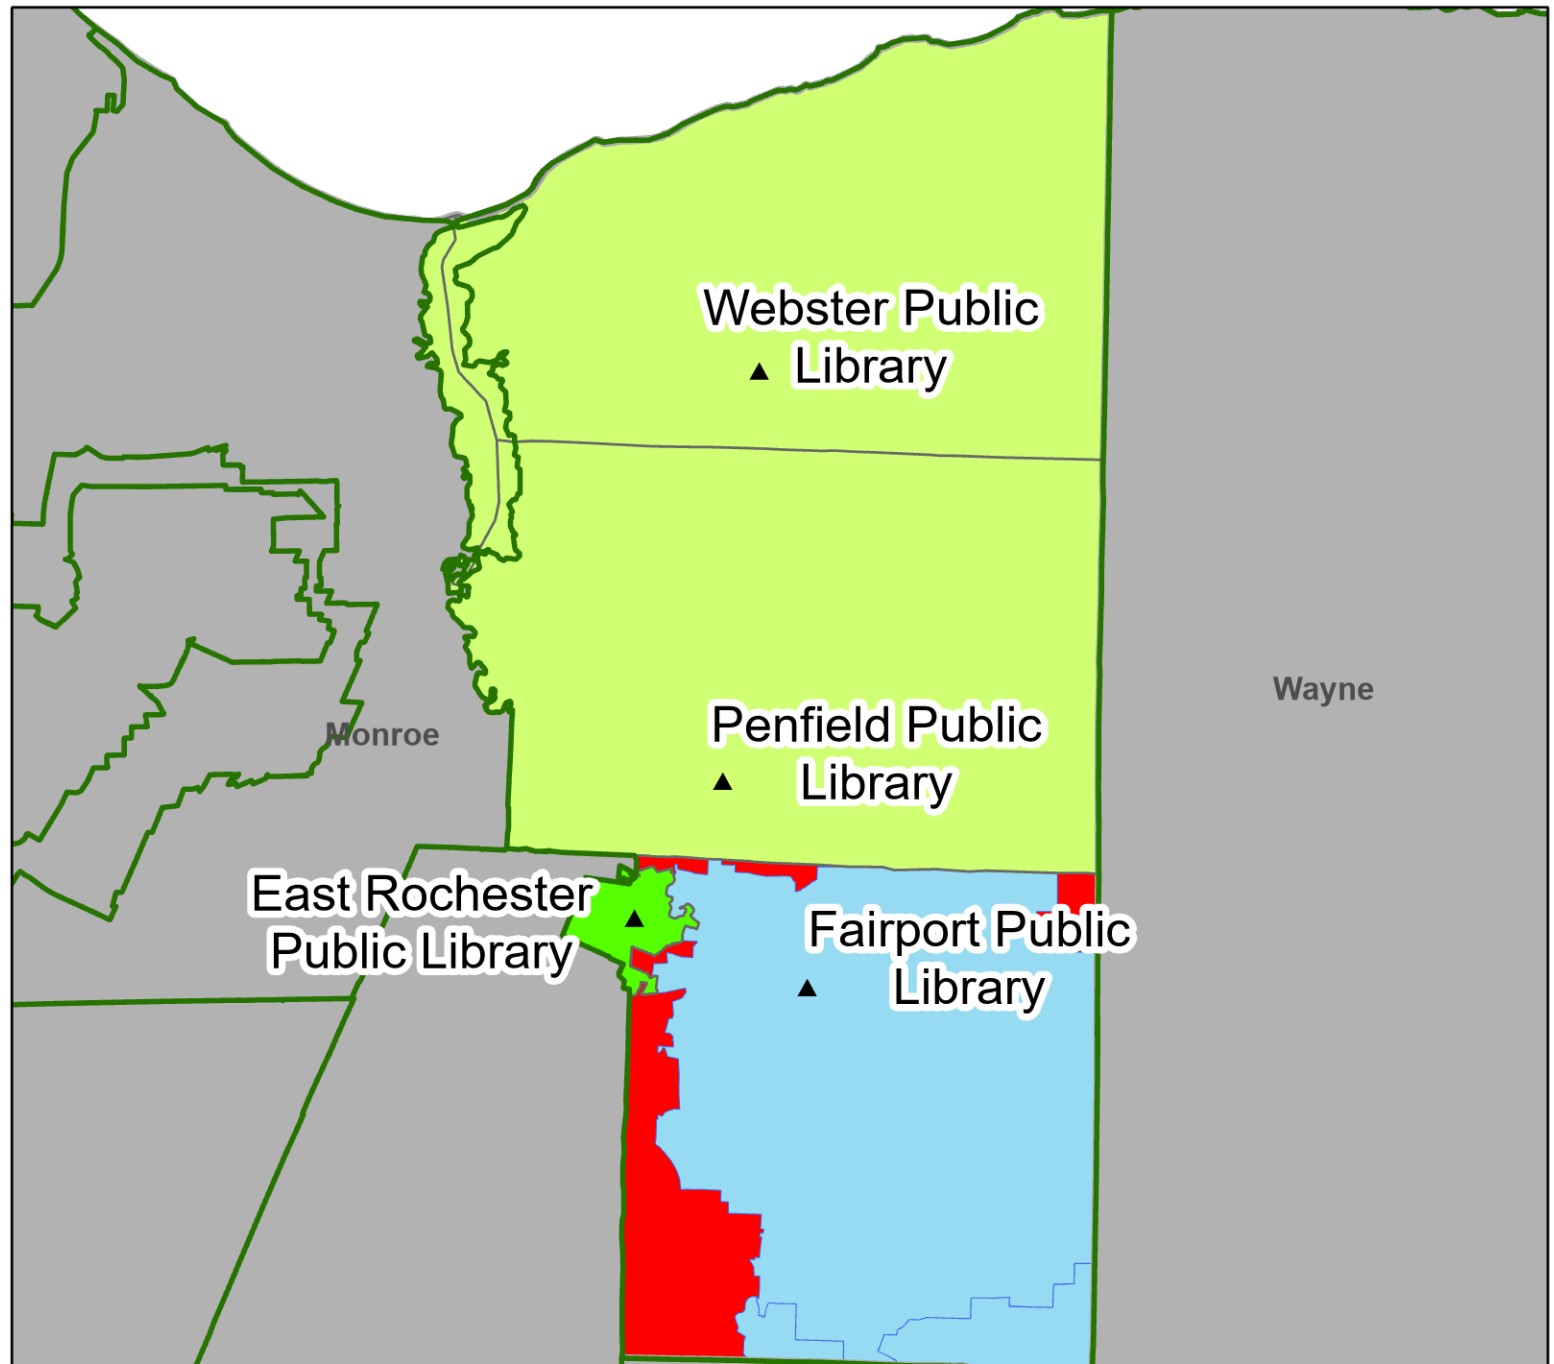 Webster Public
Library
Wayne
Penfield Public
Library
Monroe
East Rochester
Public Library
Fairport Public
Library